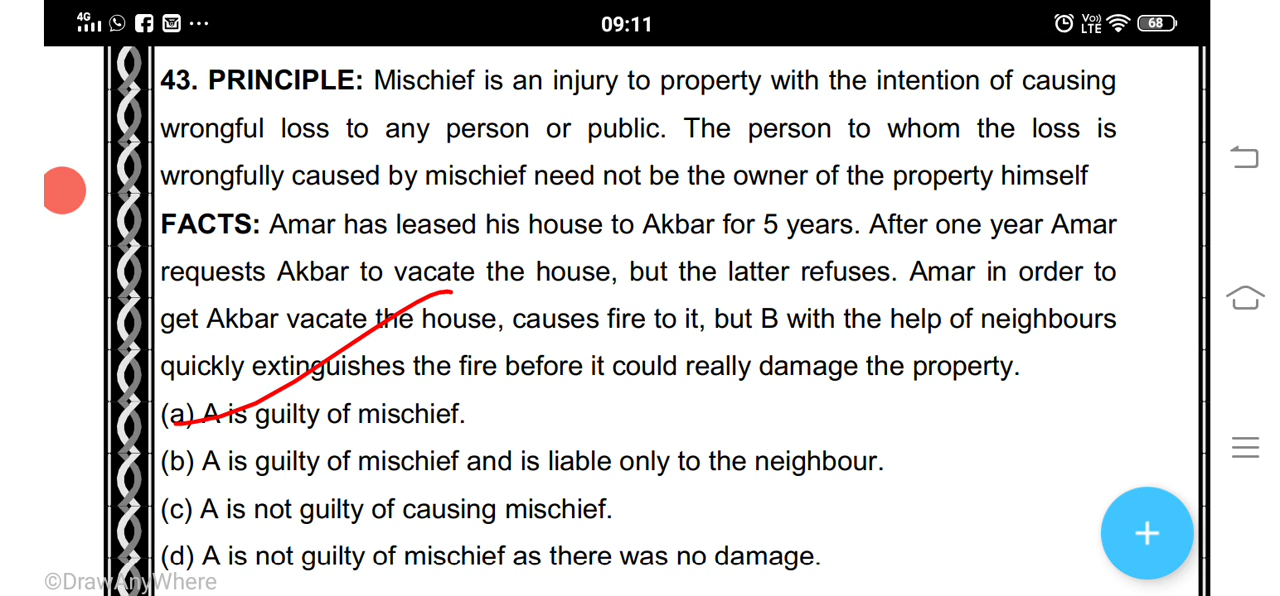 4G ... 09:11 Vo)) LTE 68
43. PRINCIPLE: Mischief is an injury to property with the intention of causing
wrongful loss to any person or public. The person to whom the loss is
wrongfully caused by mischief need not be the owner of the property himself
FACTS: Amar has leased his house to Akbar for 5 years. After one year Amar
requests Akbar to vacate the house, but the latter refuses. Amar in order to
get Akbar vacate the house, causes fire to it, but B with the help of neighbours
quickly extinguishes the fire before it could really damage the property.
(a) A is guilty of mischief.
(b) A is guilty of mischief and is liable only to the neighbour.
(c) A is not guilty of causing mischief.
(d) A is not guilty of mischief as there was no damage.
©DrawAnyWhere